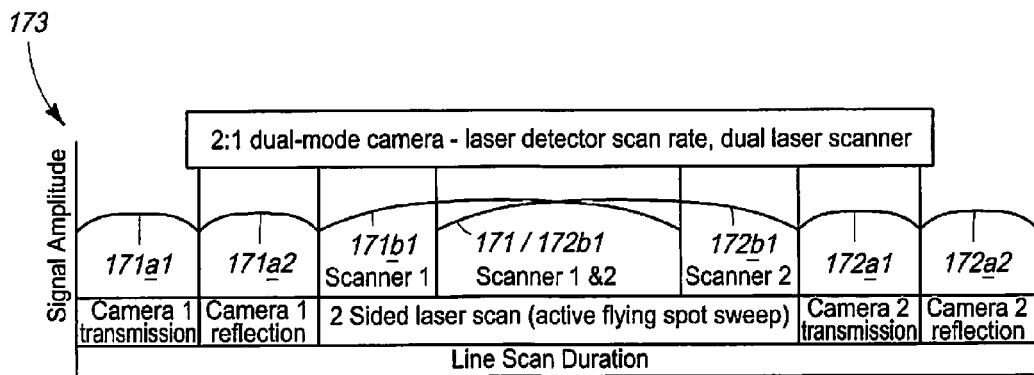 173
2:1 dual-mode camera - laser detector scan rate, dual laser scanner
Signal Amplitude
171a1
171a2
171b1
Scanner 1
171 / 172b1
Scanner 1 &2
172b1
Scanner 2
172a1
172a2
Camera 1
transmission
Camera 1
reflection
2 Sided laser scan (active flying spot sweep)
Camera 2
transmission
Camera 2
reflection
Line Scan Duration